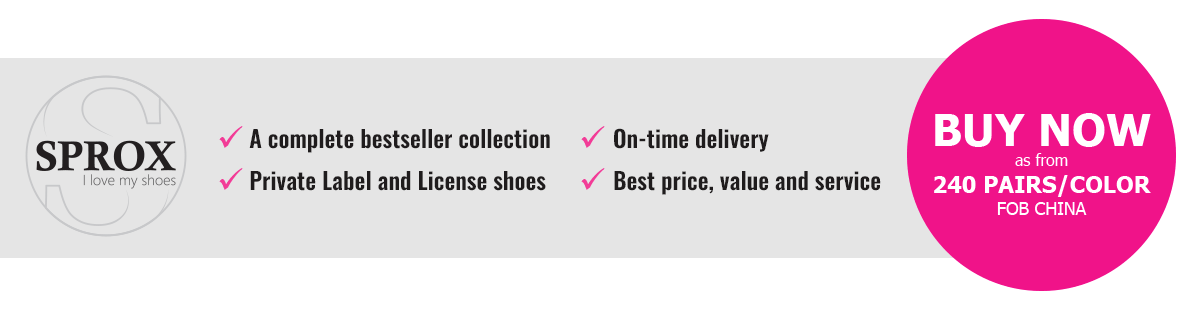 SPROX
I love my shoes
A complete bestseller collection
Private Label and License shoes
On-time delivery
Best price, value and service
BUY NOW
as from
240 PAIRS/COLOR
FOB CHINA